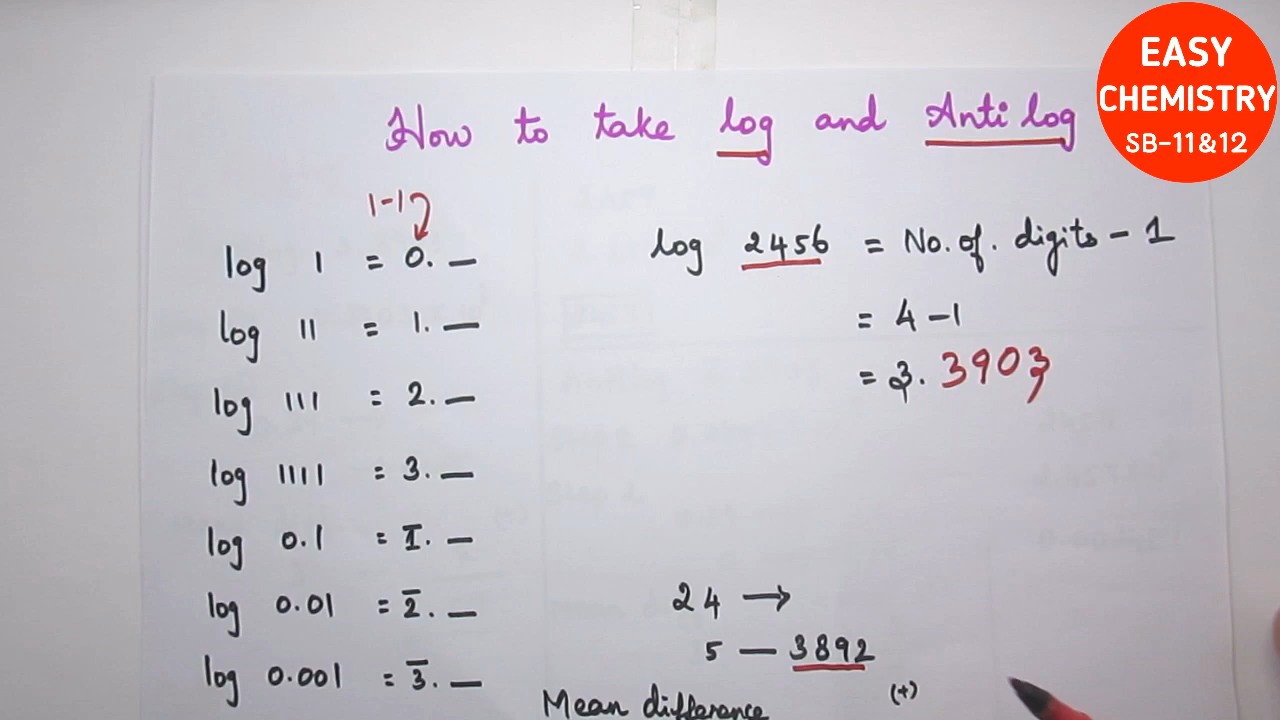 How to take log and Anti log
EASY
CHEMISTRY
SB-11&12
1-1
log 1 = 0. —
log 11 = 1. —
log 111 = 2. —
log 1111 = 3. —
log 0.1 = 1̅. —
log 0.01 = 2̅. —
log 0.001 = 3̅. —
log 2456 = No. of. digits - 1
= 4 - 1
= 3. 3903
24 →
5 — 3892
Mean difference (+)